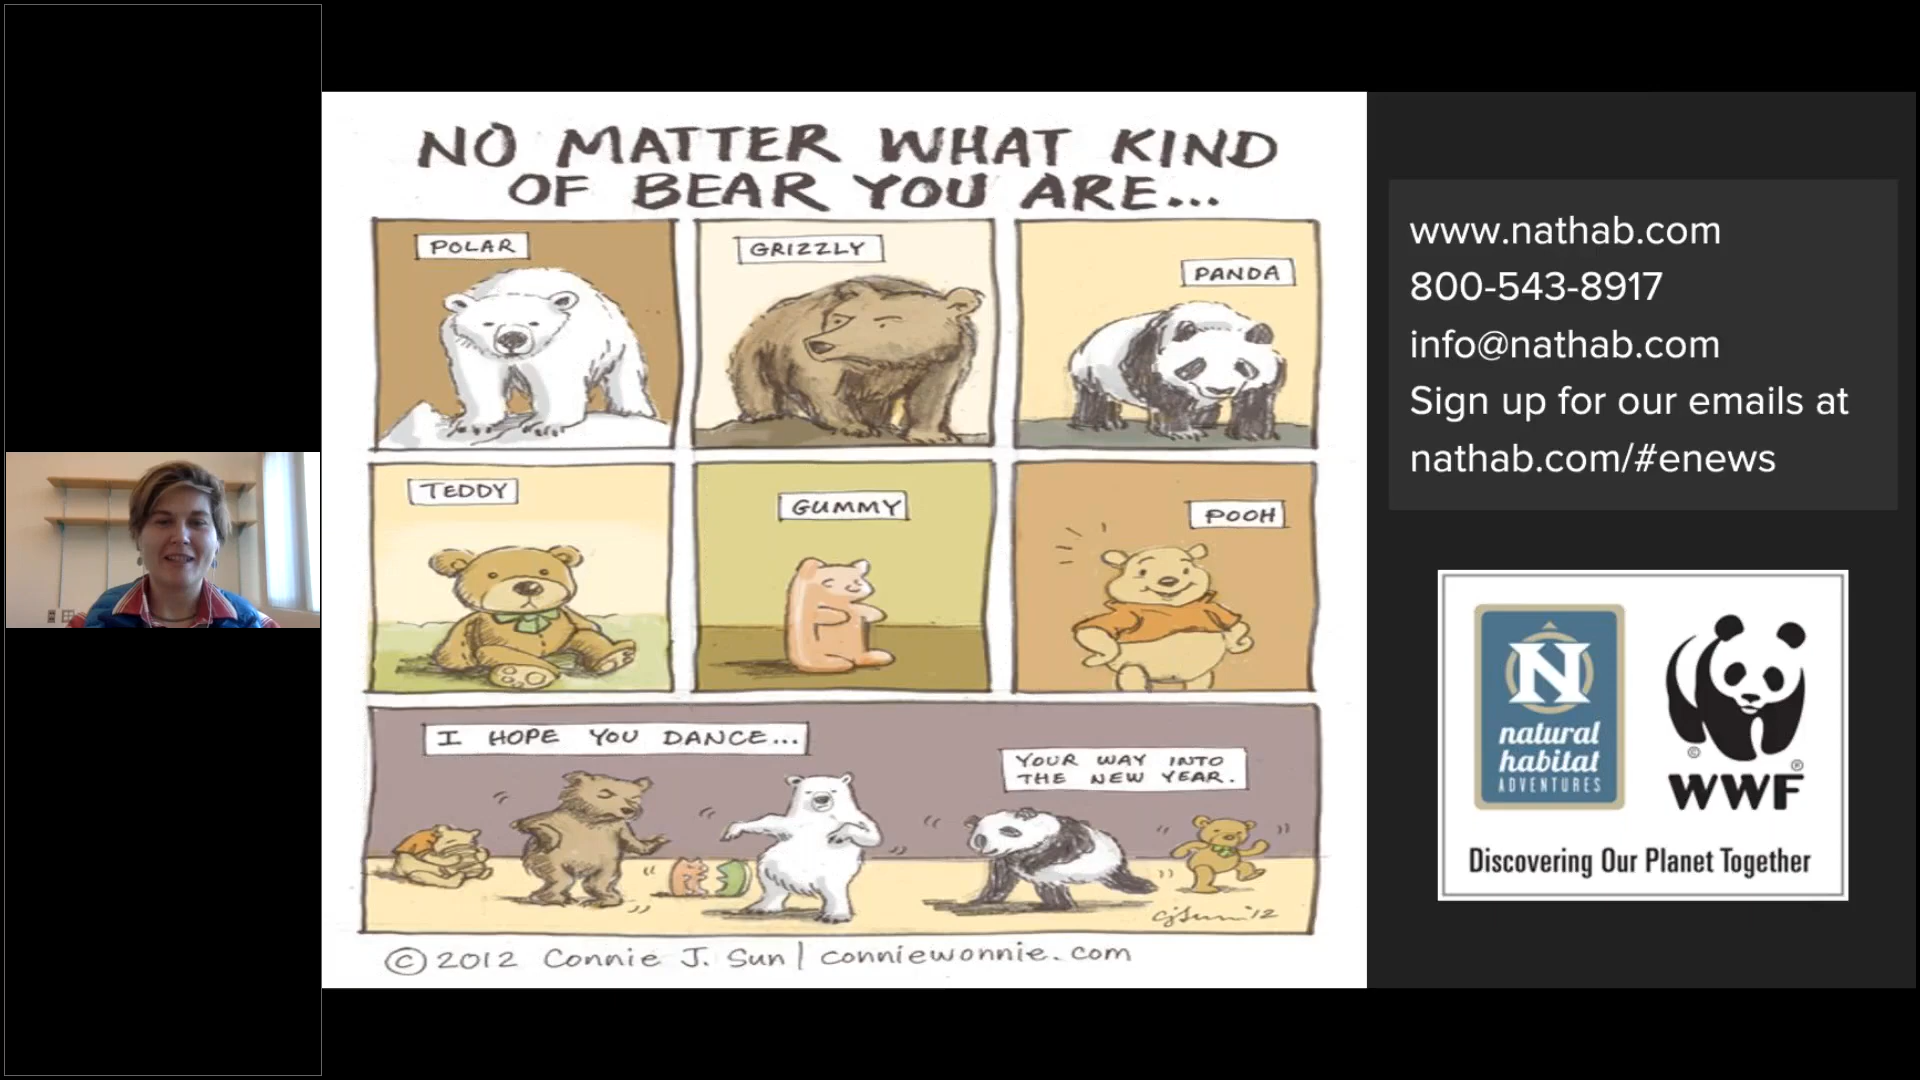 NO MATTER WHAT KIND
OF BEAR YOU ARE...
POLAR
GRIZZLY
PANDA
TEDDY
GUMMY
POOH
I HOPE YOU DANCE...
YOUR WAY INTO
THE NEW YEAR.
'12
© 2012 Connie J. Sun | conniewonnie.com
www.nathab.com
800-543-8917
info@nathab.com
Sign up for our emails at
nathab.com/#enews
N
natural
habitat
ADVENTURES
©
®
WWF
Discovering Our Planet Together